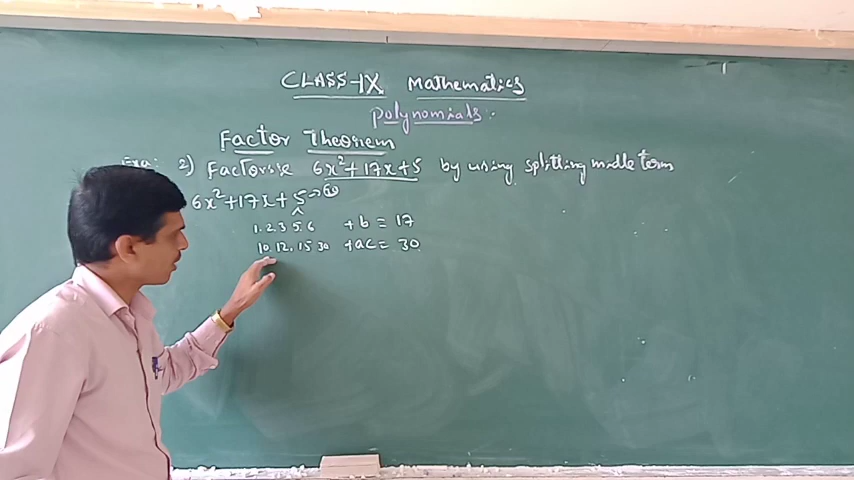 CLASS-IX Mathematics
Polynomials:
Factor Theorem
Exa: 2) Factorise 6x²+17x+5 by using splitting middle term
6x²+17x+5→①
1,2,3,5,6 +b = 17
10,12,15 30 +ac = 30